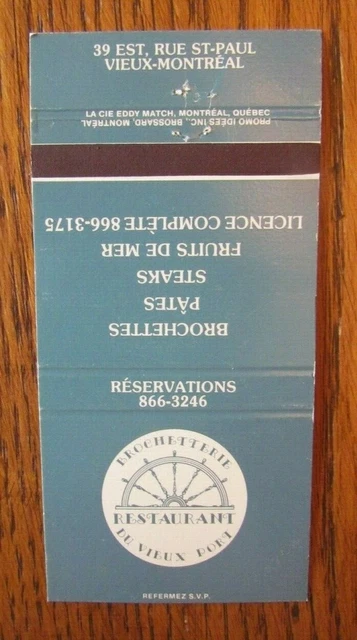 39 EST, RUE ST-PAUL
VIEUX-MONTRÉAL
LA CIE EDDY MATCH, MONTRÉAL, QUÉBEC
PROMO IDÉES INC., BROSSARD, MONTRÉAL
BROCHETTES
PÂTES
STEAKS
FRUITS DE MER
LICENCE COMPLÈTE 866-3175
RÉSERVATIONS
866-3246
BROCHETTERIE
RESTAURANT
DE VIEUX PORT
REFERMEZ S.V.P.